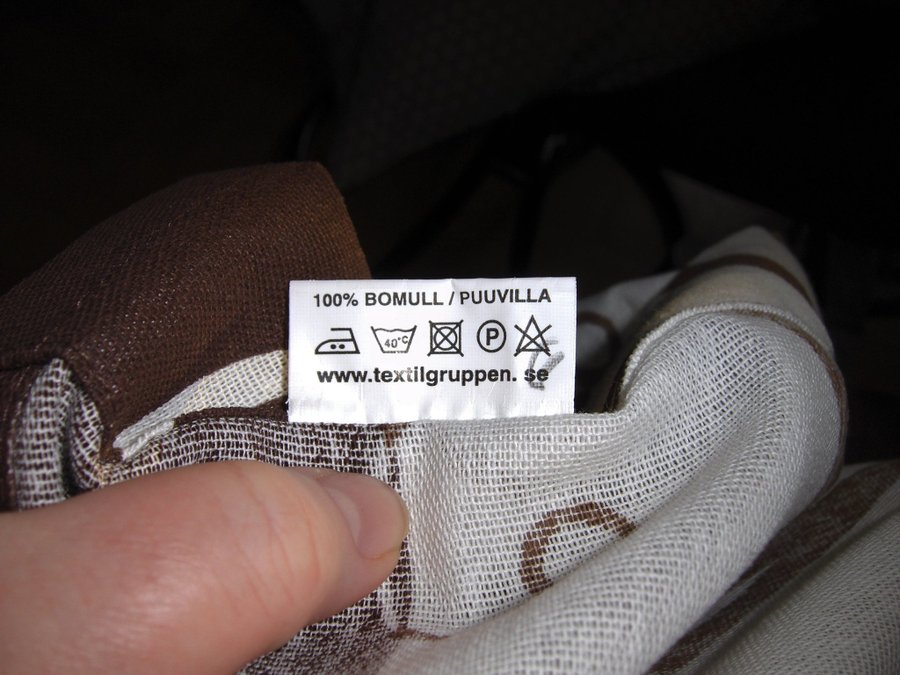 100% BOMULL / PUUVILLA
40°C P
www.textilgruppen. se